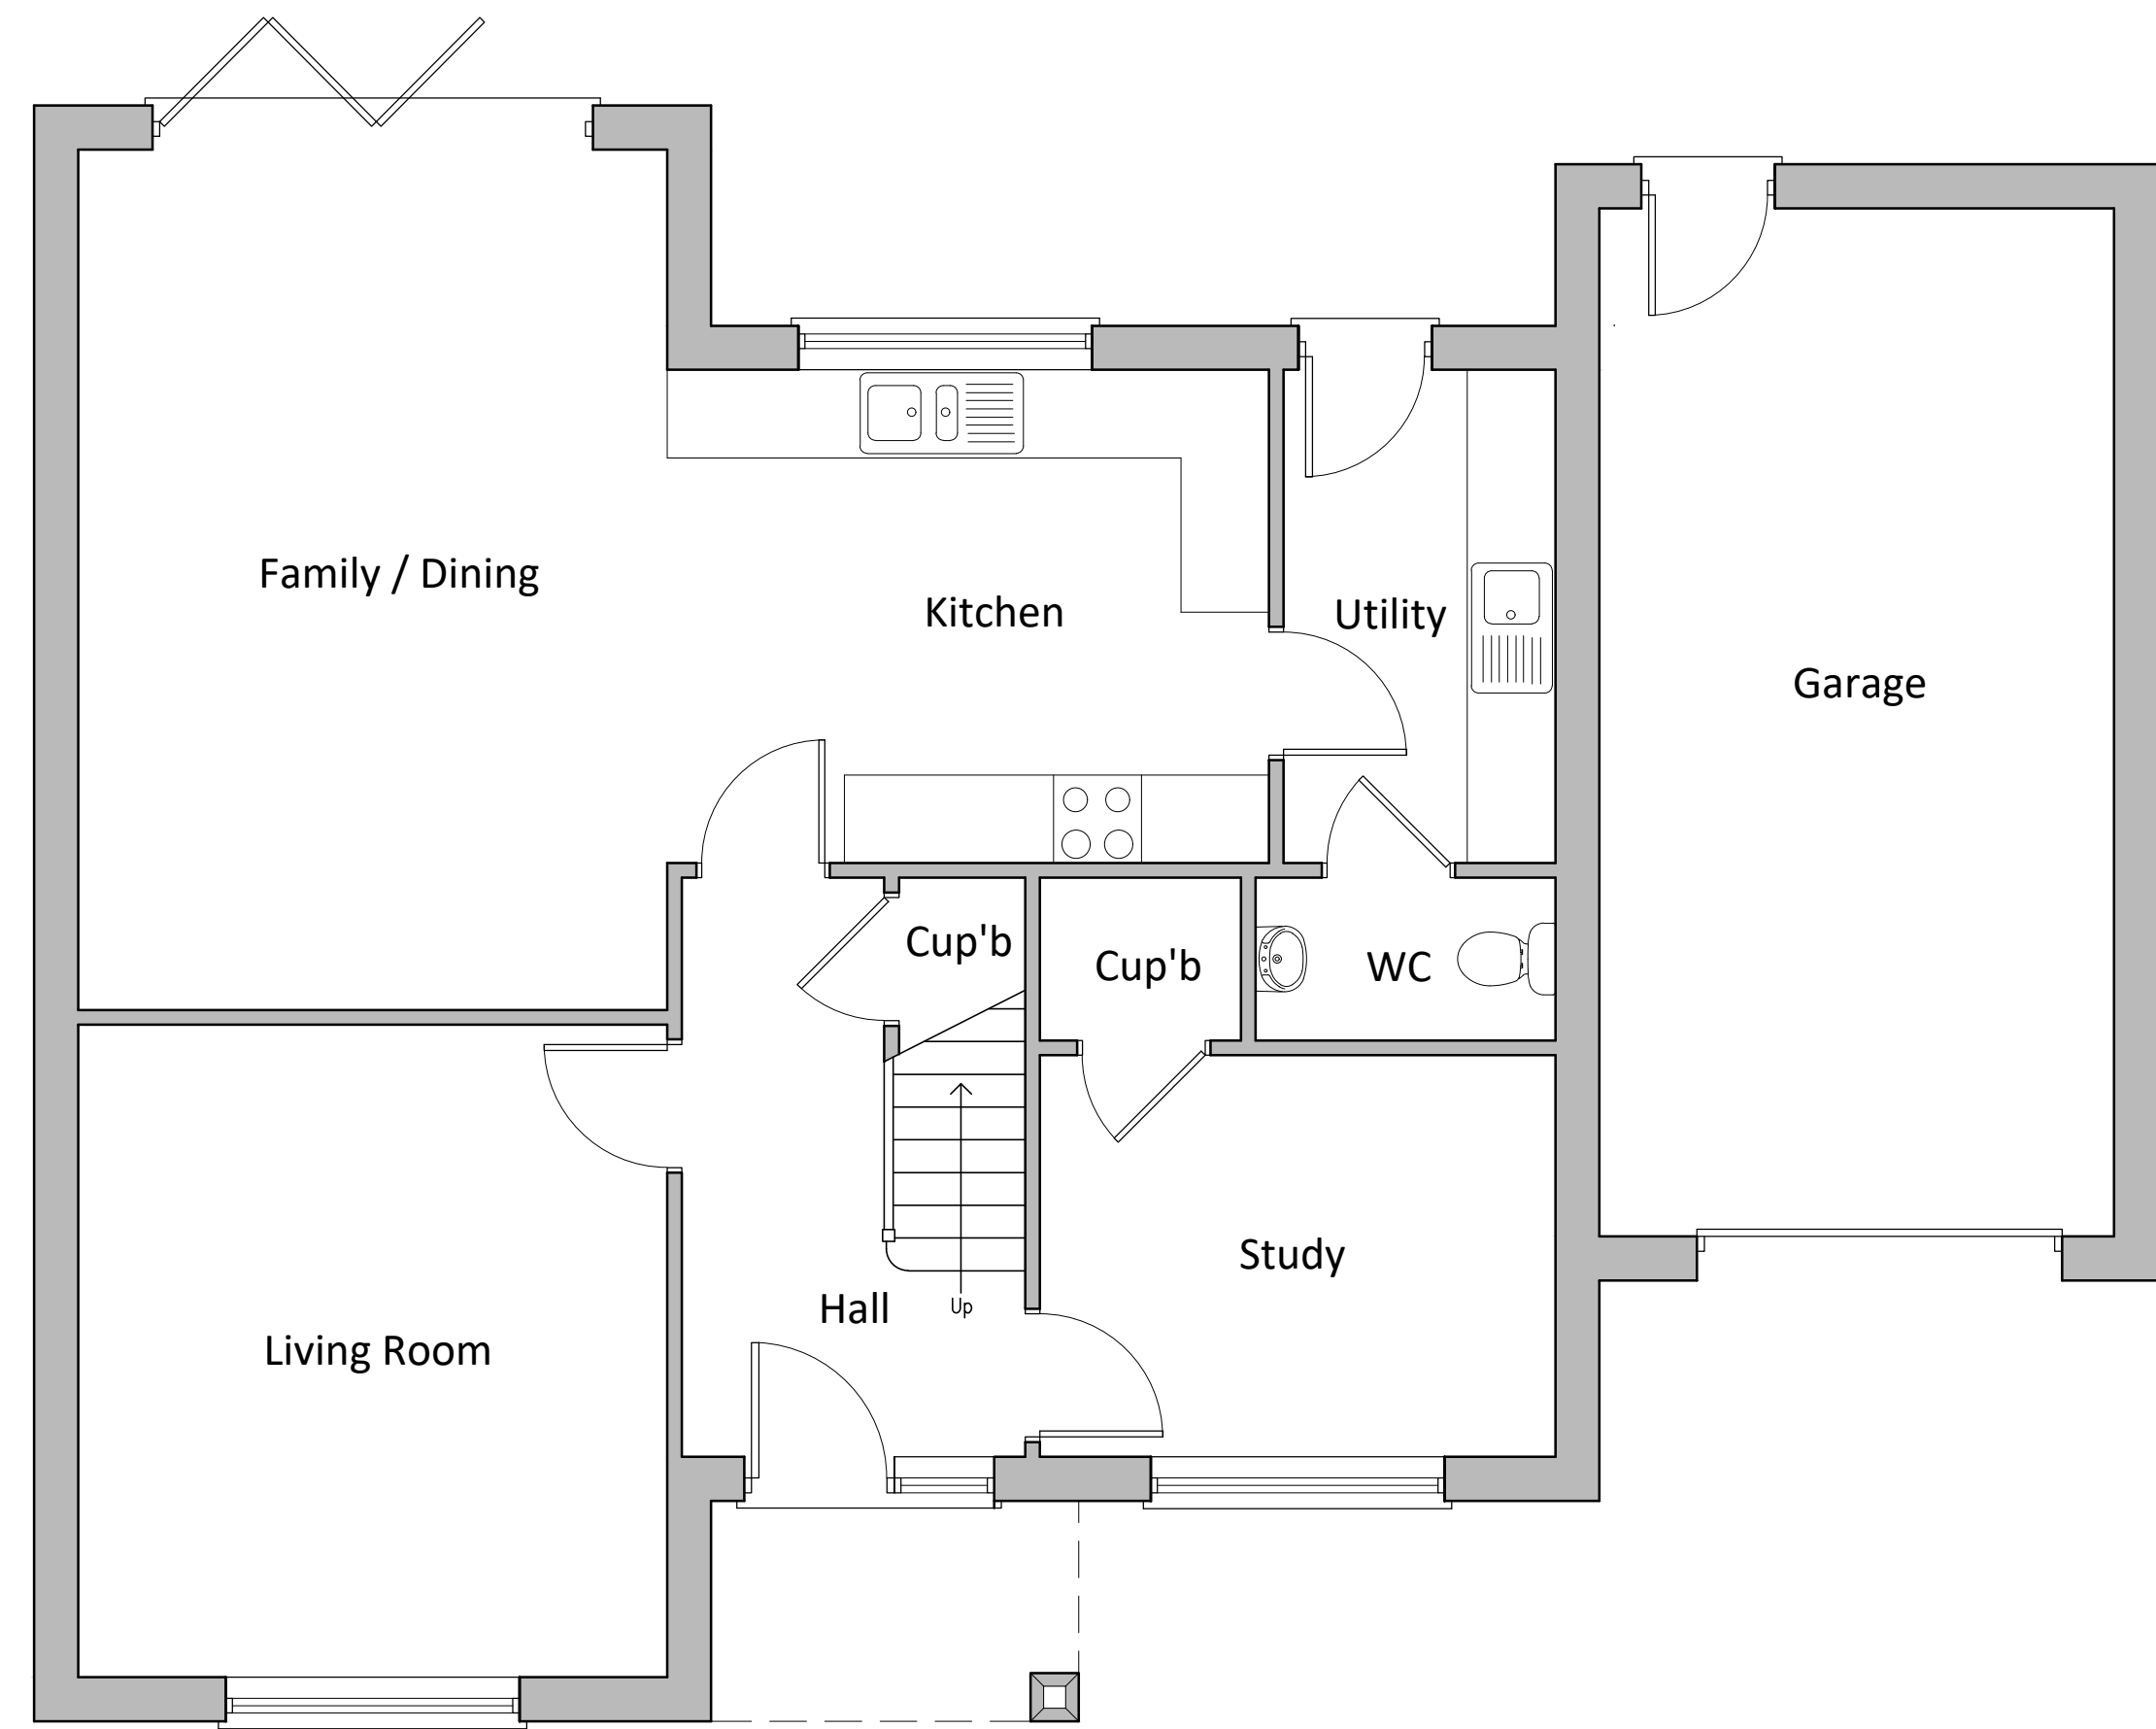 Family / Dining
Kitchen
Utility
Garage
Cup'b
Cup'b
WC
Study
Hall
Up
Living Room